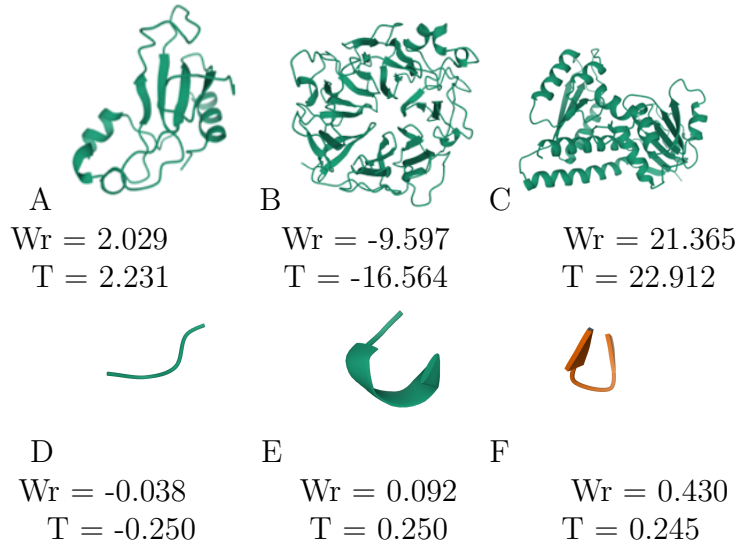 A B C
Wr = 2.029 Wr = -9.597 Wr = 21.365
T = 2.231 T = -16.564 T = 22.912
D E F
Wr = -0.038 Wr = 0.092 Wr = 0.430
T = -0.250 T = 0.250 T = 0.245